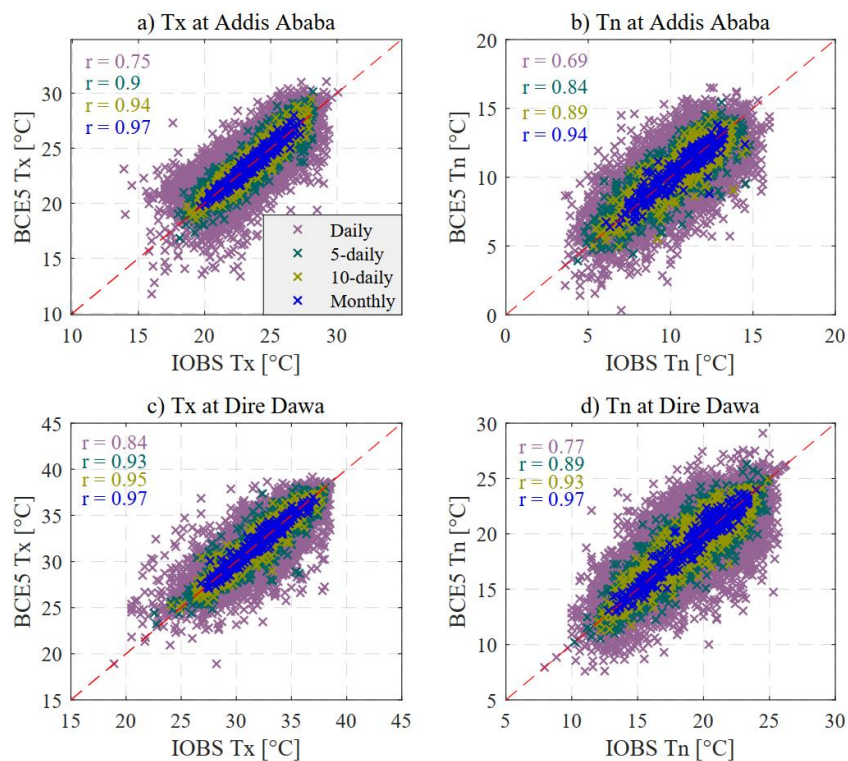 a) Tx at Addis Ababa
r = 0.75
r = 0.9
r = 0.94
r = 0.97
30
25
20
15
10
BCE5 Tx [°C]
Daily
5-daily
10-daily
Monthly
10
20
30
IOBS Tx [°C]
b) Tn at Addis Ababa
r = 0.69
r = 0.84
r = 0.89
r = 0.94
20
15
10
5
0
BCE5 Tn [°C]
0
5
10
15
20
IOBS Tn [°C]
c) Tx at Dire Dawa
r = 0.84
r = 0.93
r = 0.95
r = 0.97
45
40
35
30
25
20
15
BCE5 Tx [°C]
15
20
25
30
35
40
45
IOBS Tx [°C]
d) Tn at Dire Dawa
r = 0.77
r = 0.89
r = 0.93
r = 0.97
30
25
20
15
10
5
BCE5 Tn [°C]
5
10
15
20
25
30
IOBS Tn [°C]